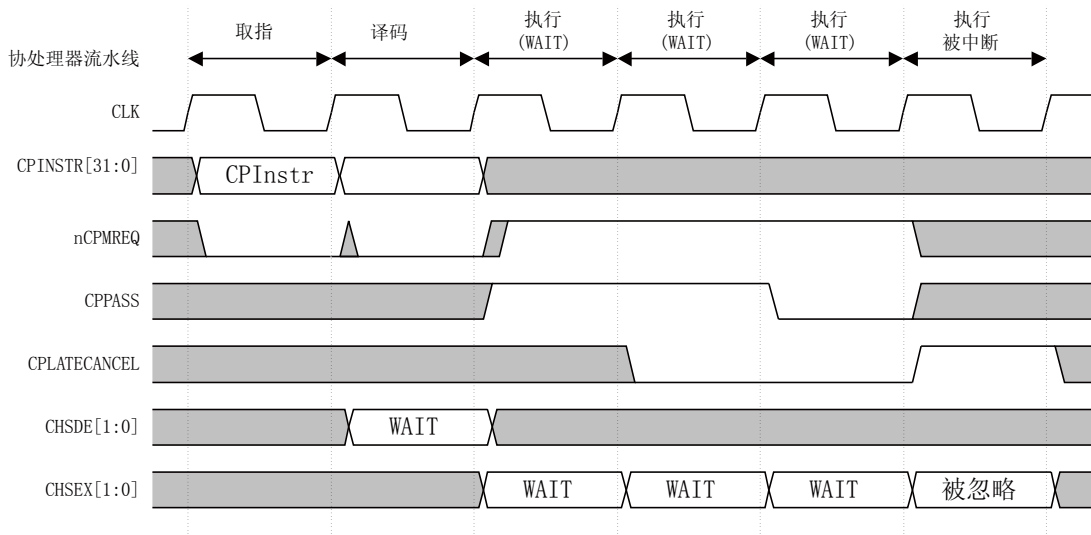 取指
译码
执行
(WAIT)
执行
(WAIT)
执行
(WAIT)
执行
被中断
协处理器流水线
CLK
CPINSTR[31:0]
CPInstr
nCPMREQ
CPPASS
CPLATECANCEL
CHSDE[1:0]
WAIT
CHSEX[1:0]
WAIT
WAIT
WAIT
被忽略